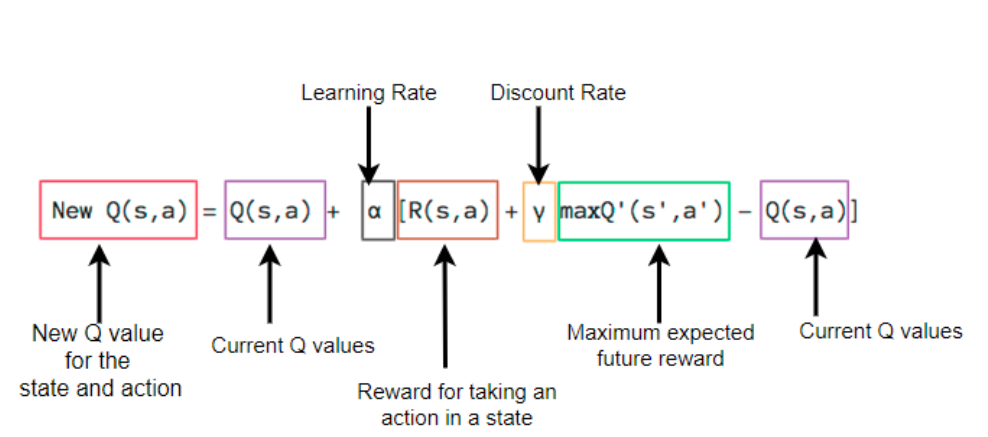 Learning Rate
Discount Rate
New Q(s,a) = Q(s,a) + α [R(s,a) + γ maxQ'(s',a') − Q(s,a)]
New Q value
for the
state and action
Current Q values
Reward for taking an
action in a state
Maximum expected
future reward
Current Q values